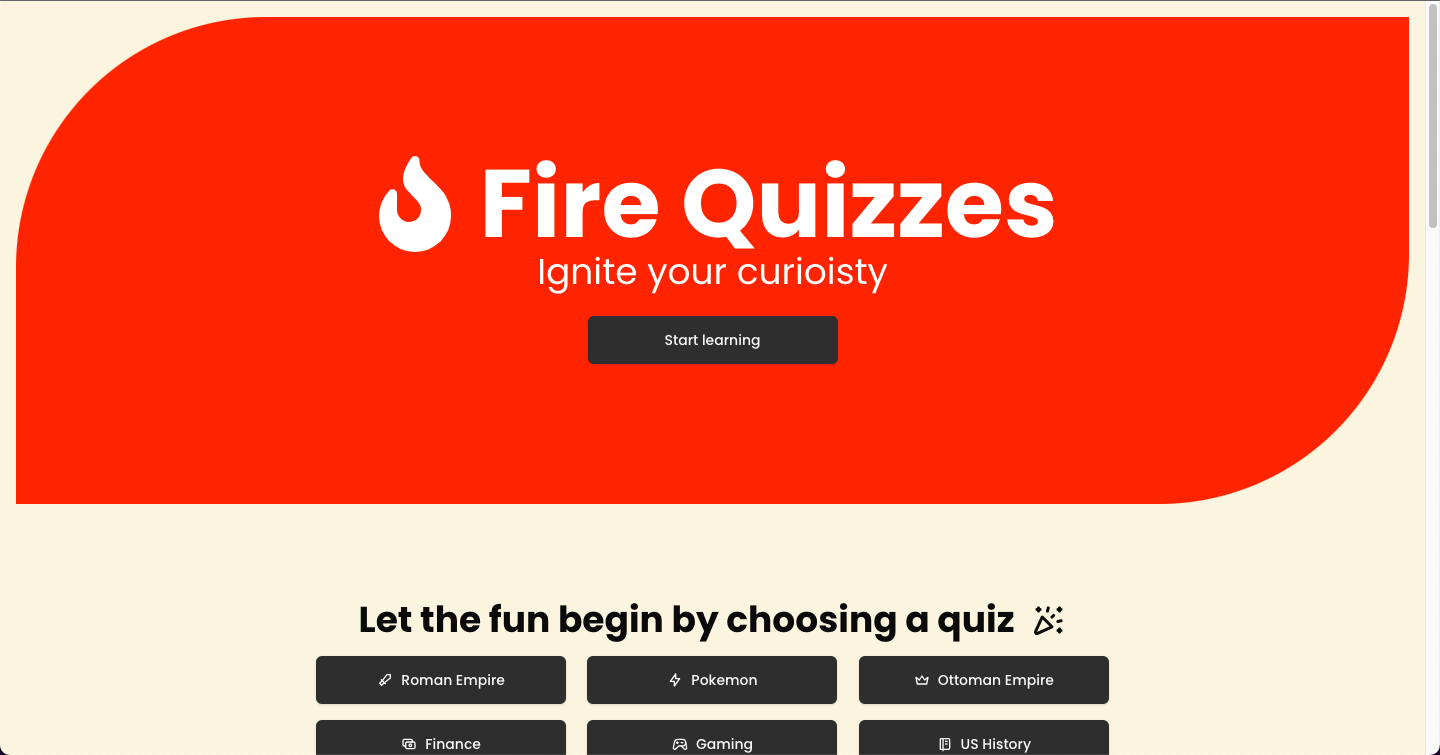 Fire Quizzes
Ignite your curioisty
Start learning
Let the fun begin by choosing a quiz
Roman Empire
Pokemon
Ottoman Empire
Finance
Gaming
US History